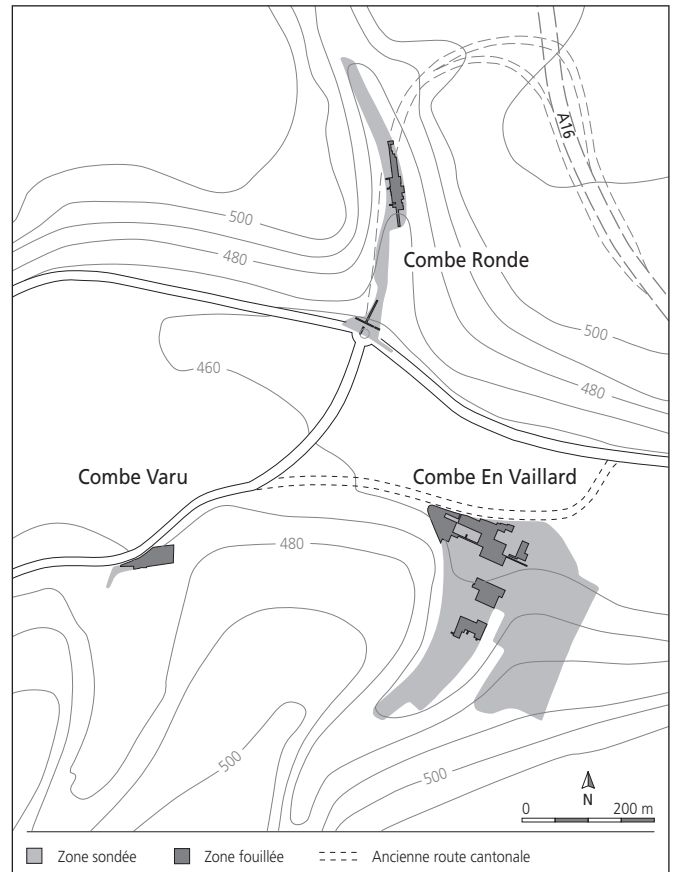 A16
500
Combe Ronde
480
500
460
480
Combe Varu
Combe En Vaillard
480
500
500
N
0 200 m
Zone sondée Zone fouillée Ancienne route cantonale